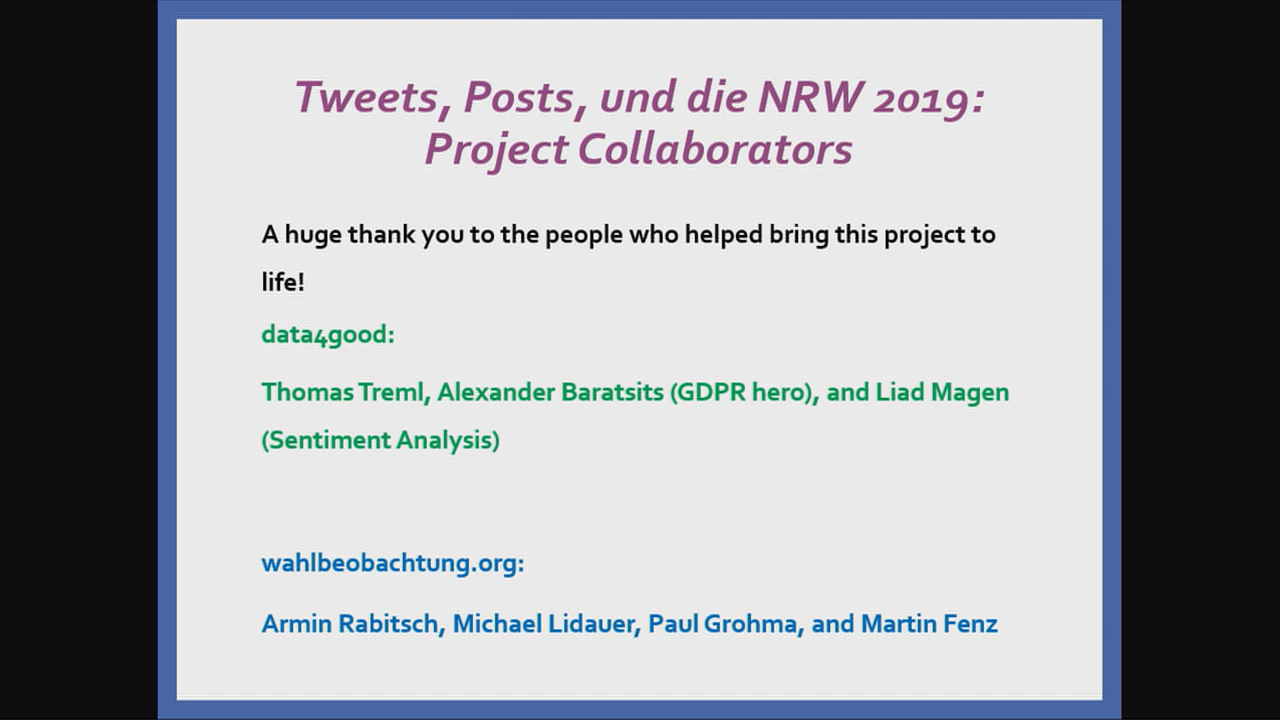 Tweets, Posts, und die NRW 2019:
Project Collaborators
A huge thank you to the people who helped bring this project to
life!
data4good:
Thomas Treml, Alexander Baratsits (GDPR hero), and Liad Magen
(Sentiment Analysis)
wahlbeobachtung.org:
Armin Rabitsch, Michael Lidauer, Paul Grohma, and Martin Fenz